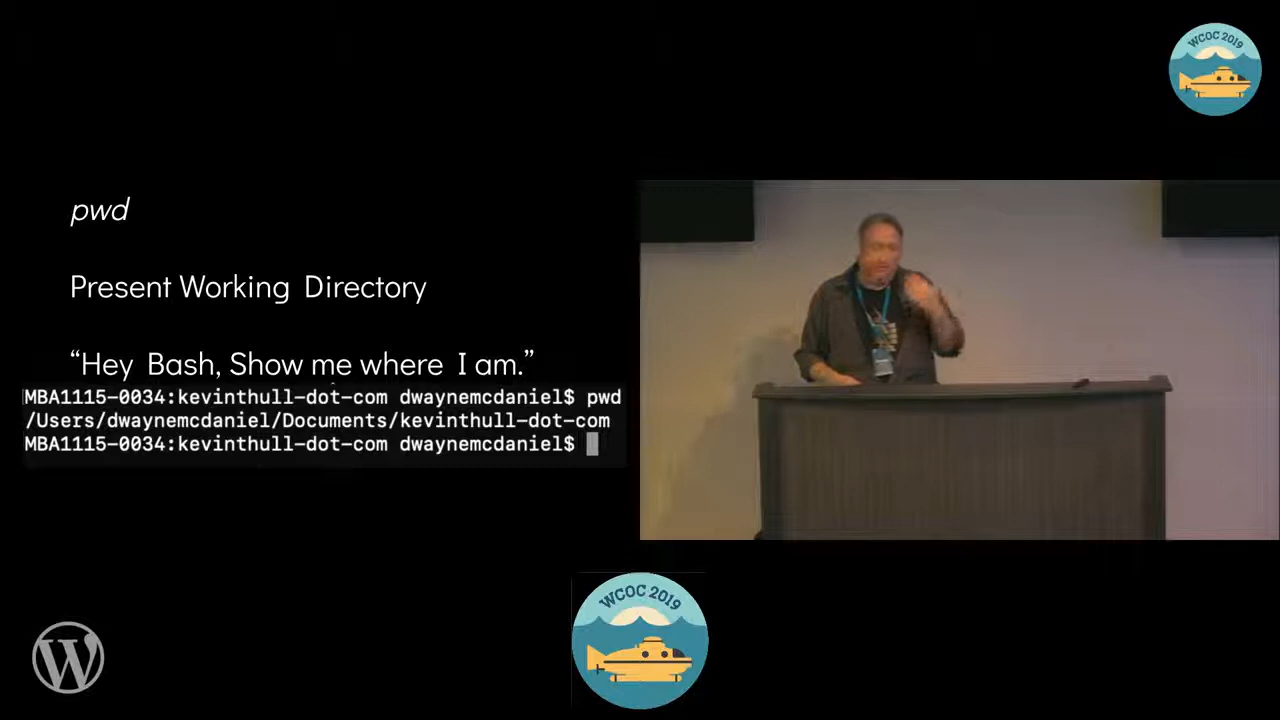 WCOC 2019
pwd
Present Working Directory
“Hey Bash, Show me where I am.”
MBA1115-0034:kevinthull-dot-com dwaynemcdaniel$ pwd
/Users/dwaynemcdaniel/Documents/kevinthull-dot-com
MBA1115-0034:kevinthull-dot-com dwaynemcdaniel$
WCOC 2019
W